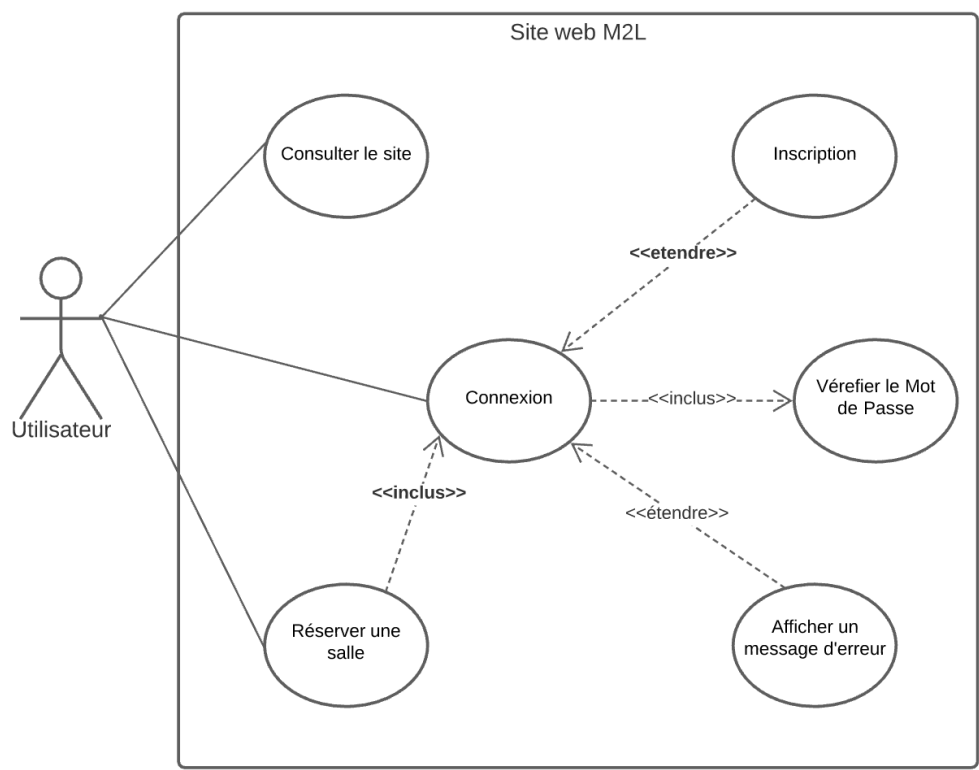 Site web M2L
Consulter le site
Inscription
<<etendre>>
Utilisateur
Connexion
<<inclus>>
Vérefier le Mot
de Passe
<<inclus>>
<<étendre>>
Réserver une
salle
Afficher un
message d'erreur